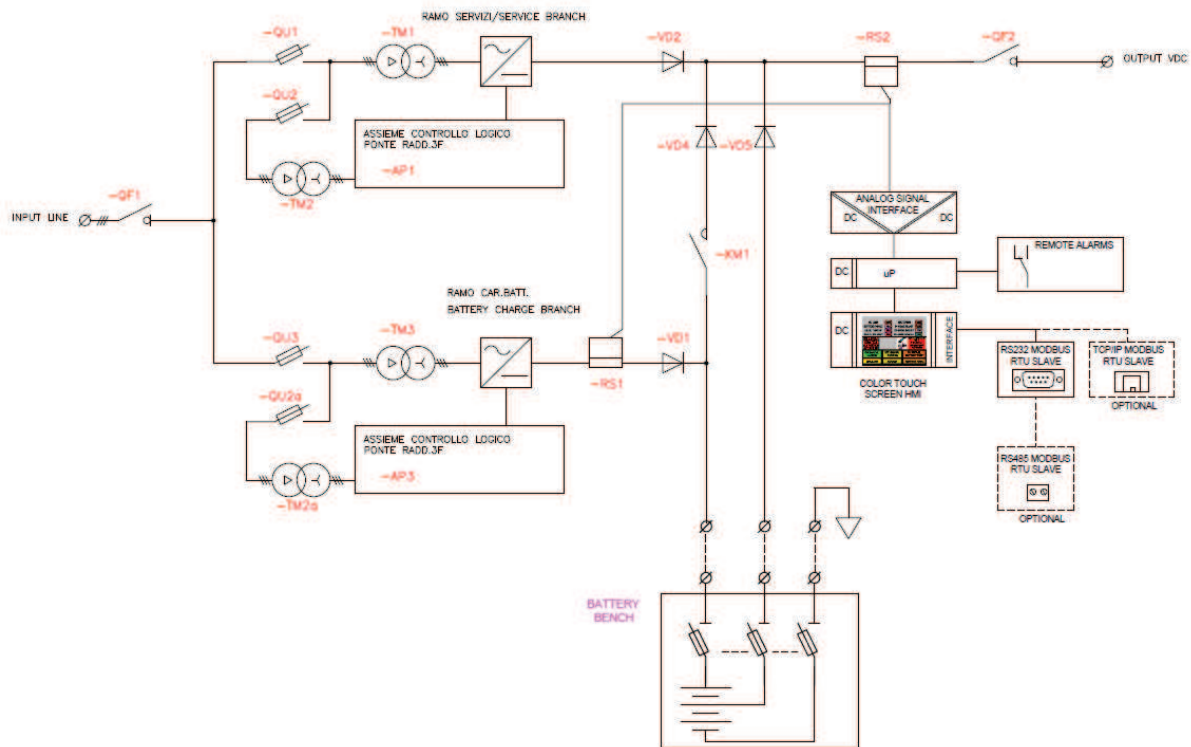 RAMO SERVIZI/SERVICE BRANCH
-QU1
-TM1
-VD2
-RS2
-QF2
OUTPUT VDC
-QU2
ASSIEME CONTROLLO LOGICO
PONTE RADD.3F
-AP1
-TM2
-VD4
-VD5
-QF1
INPUT LINE
ANALOG SIGNAL
INTERFACE
DC
DC
REMOTE ALARMS
-KM1
DC
uP
RAMO CAR.BATT.
BATTERY CHARGE BRANCH
-QU3
-TM3
-VD1
-RS1
DC
INTERFACE
COLOR TOUCH
SCREEN HMI
RS232 MODBUS
RTU SLAVE
TCP/IP MODBUS
RTU SLAVE
OPTIONAL
-QU2a
ASSIEME CONTROLLO LOGICO
PONTE RADD.3F
-AP3
-TM2a
RS485 MODBUS
RTU SLAVE
OPTIONAL
BATTERY
BENCH